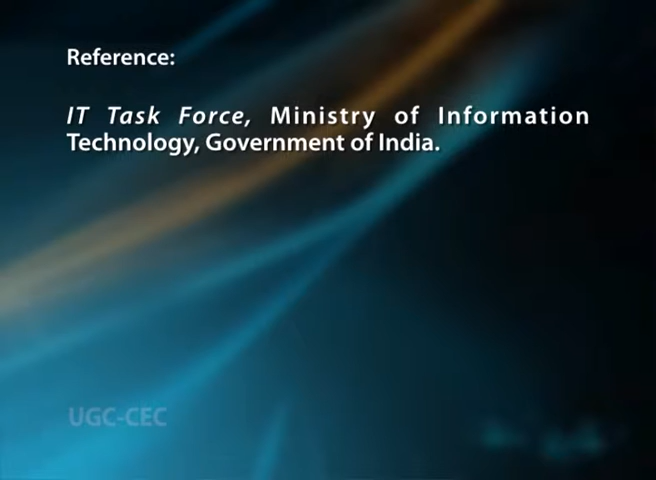 Reference:
IT Task Force, Ministry of Information
Technology, Government of India.
UGC-CEC